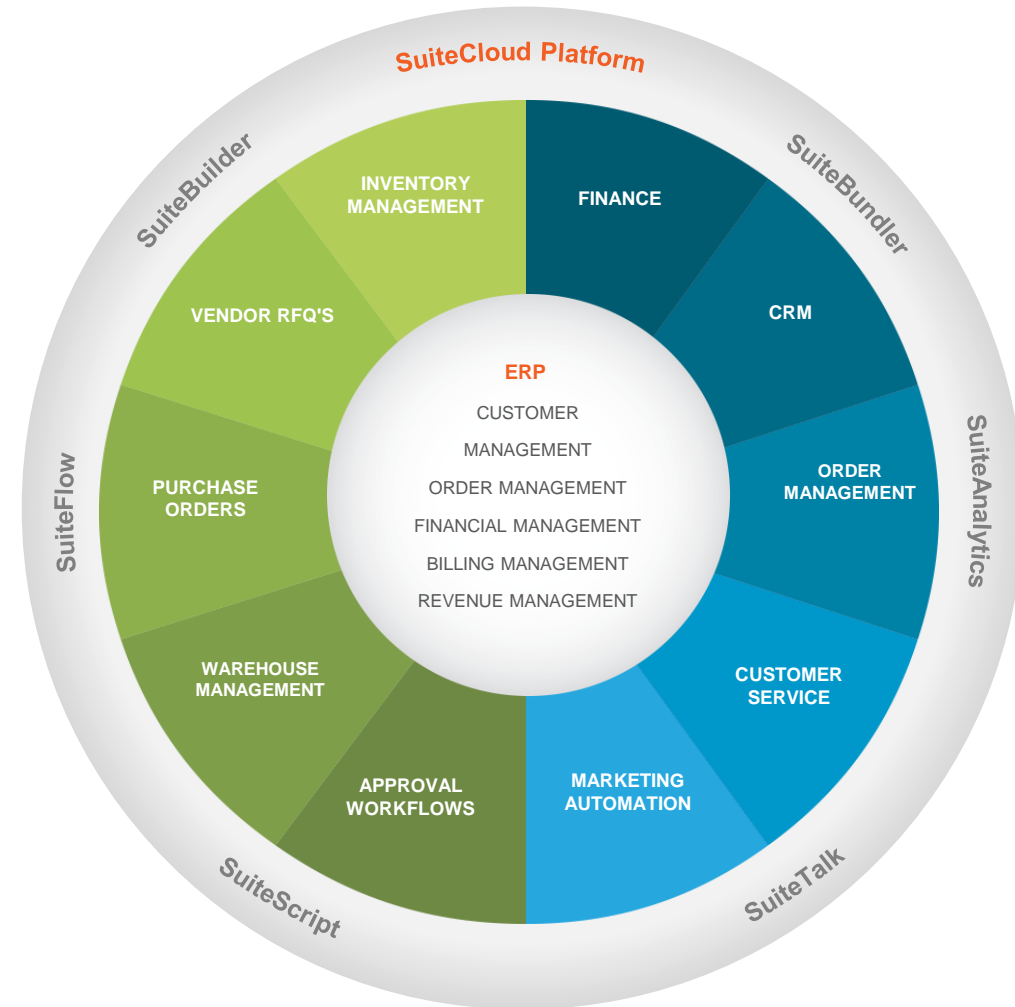 SuiteCloud Platform
SuiteBuilder
SuiteBundler
INVENTORY
MANAGEMENT
FINANCE
VENDOR RFQ'S
CRM
ERP
CUSTOMER
MANAGEMENT
ORDER MANAGEMENT
FINANCIAL MANAGEMENT
BILLING MANAGEMENT
REVENUE MANAGEMENT
SuiteFlow
PURCHASE
ORDERS
ORDER
MANAGEMENT
SuiteAnalytics
WAREHOUSE
MANAGEMENT
CUSTOMER
SERVICE
APPROVAL
WORKFLOWS
MARKETING
AUTOMATION
SuiteScript
SuiteTalk